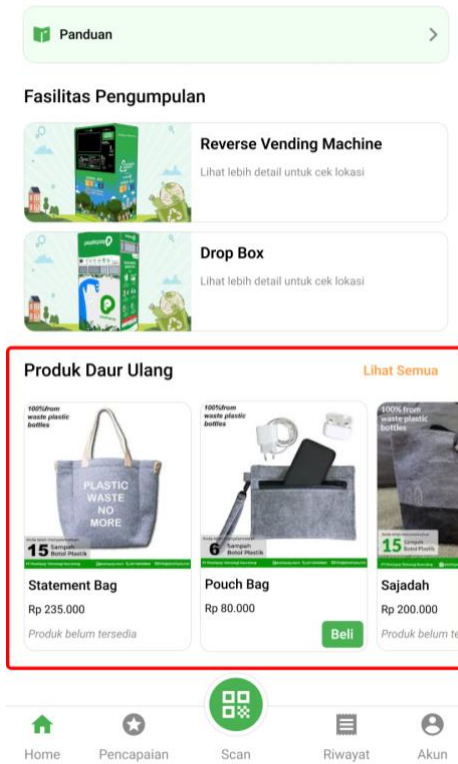 Panduan
Fasilitas Pengumpulan
Reverse Vending Machine
Lihat lebih detail untuk cek lokasi
Drop Box
Lihat lebih detail untuk cek lokasi
Produk Daur Ulang
Lihat Semua
100%from
waste plastic
bottles
PLASTIC
WASTE
NO
MORE
15 Sampah
Botol Plastik
Statement Bag
Rp 235.000
Produk belum tersedia
100%from
waste plastic
bottles
6 Sampah
Botol Plastik
Pouch Bag
Rp 80.000
Beli
100% from
waste plastic
bottles
15 Sampah
Botol Plastik
Sajadah
Rp 200.000
Produk belum te
Home
Pencapaian
Scan
Riwayat
Akun